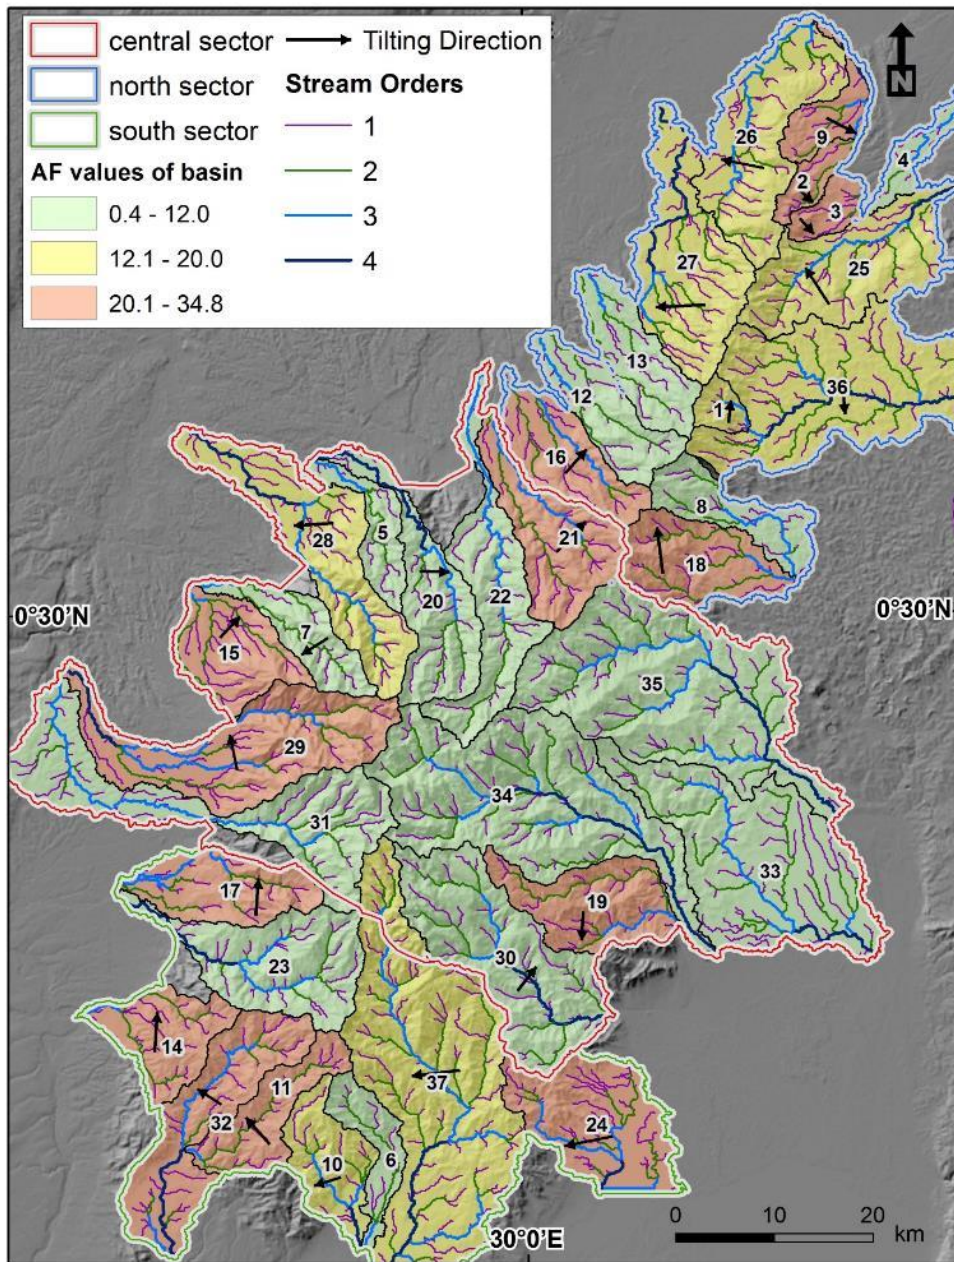 central sector
Tilting Direction
north sector
Stream Orders
south sector
1
AF values of basin
2
0.4 - 12.0
3
12.1 - 20.0
4
20.1 - 34.8
N
26
9
4
2
3
27
25
13
12
36
1
16
8
28
5
21
18
20
22
0°30'N
0°30'N
7
15
35
29
34
31
33
17
19
30
23
14
11
37
32
24
10
6
30°0'E
0 10 20
km